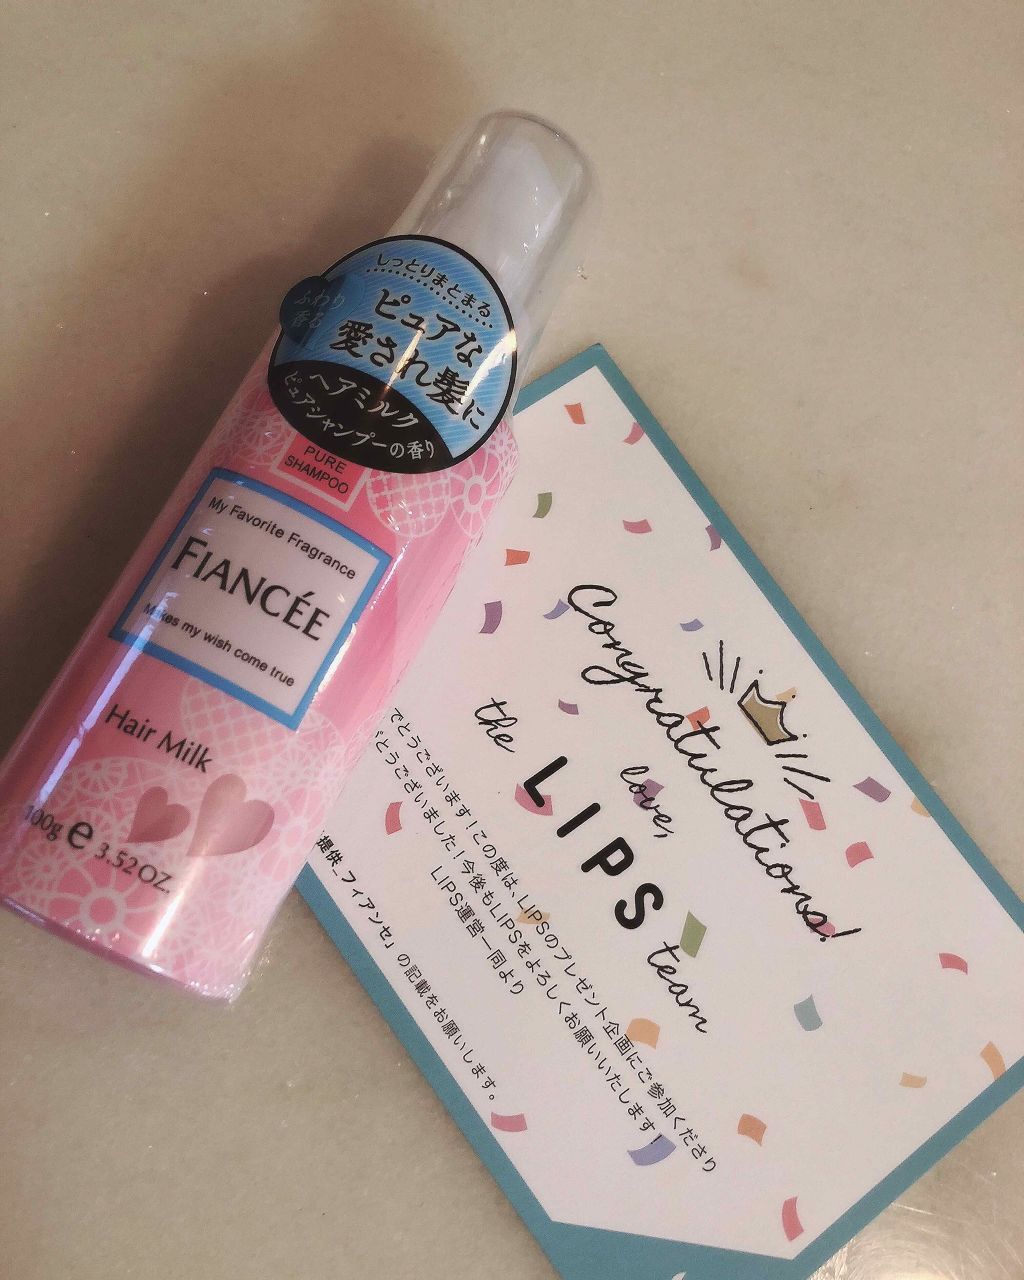 しっとりまとまる
ふわり
香る
ピュアな
愛され髪に
ヘアミルク
ピュアシャンプーの香り
PURE
SHAMPOO
My Favorite Fragrance
FIANCÉE
Makes my wish come true
Hair Milk
100g e 3.52OZ.
Congratulations!
love,
the LIPS team
でとうございます!この度は、LIPSのプレゼント企画にご参加くださり
とうございました!今後もLIPSをよろしくお願いいたします!
LIPS運営一同より
提供_フィアンセ」の記載をお願いします。